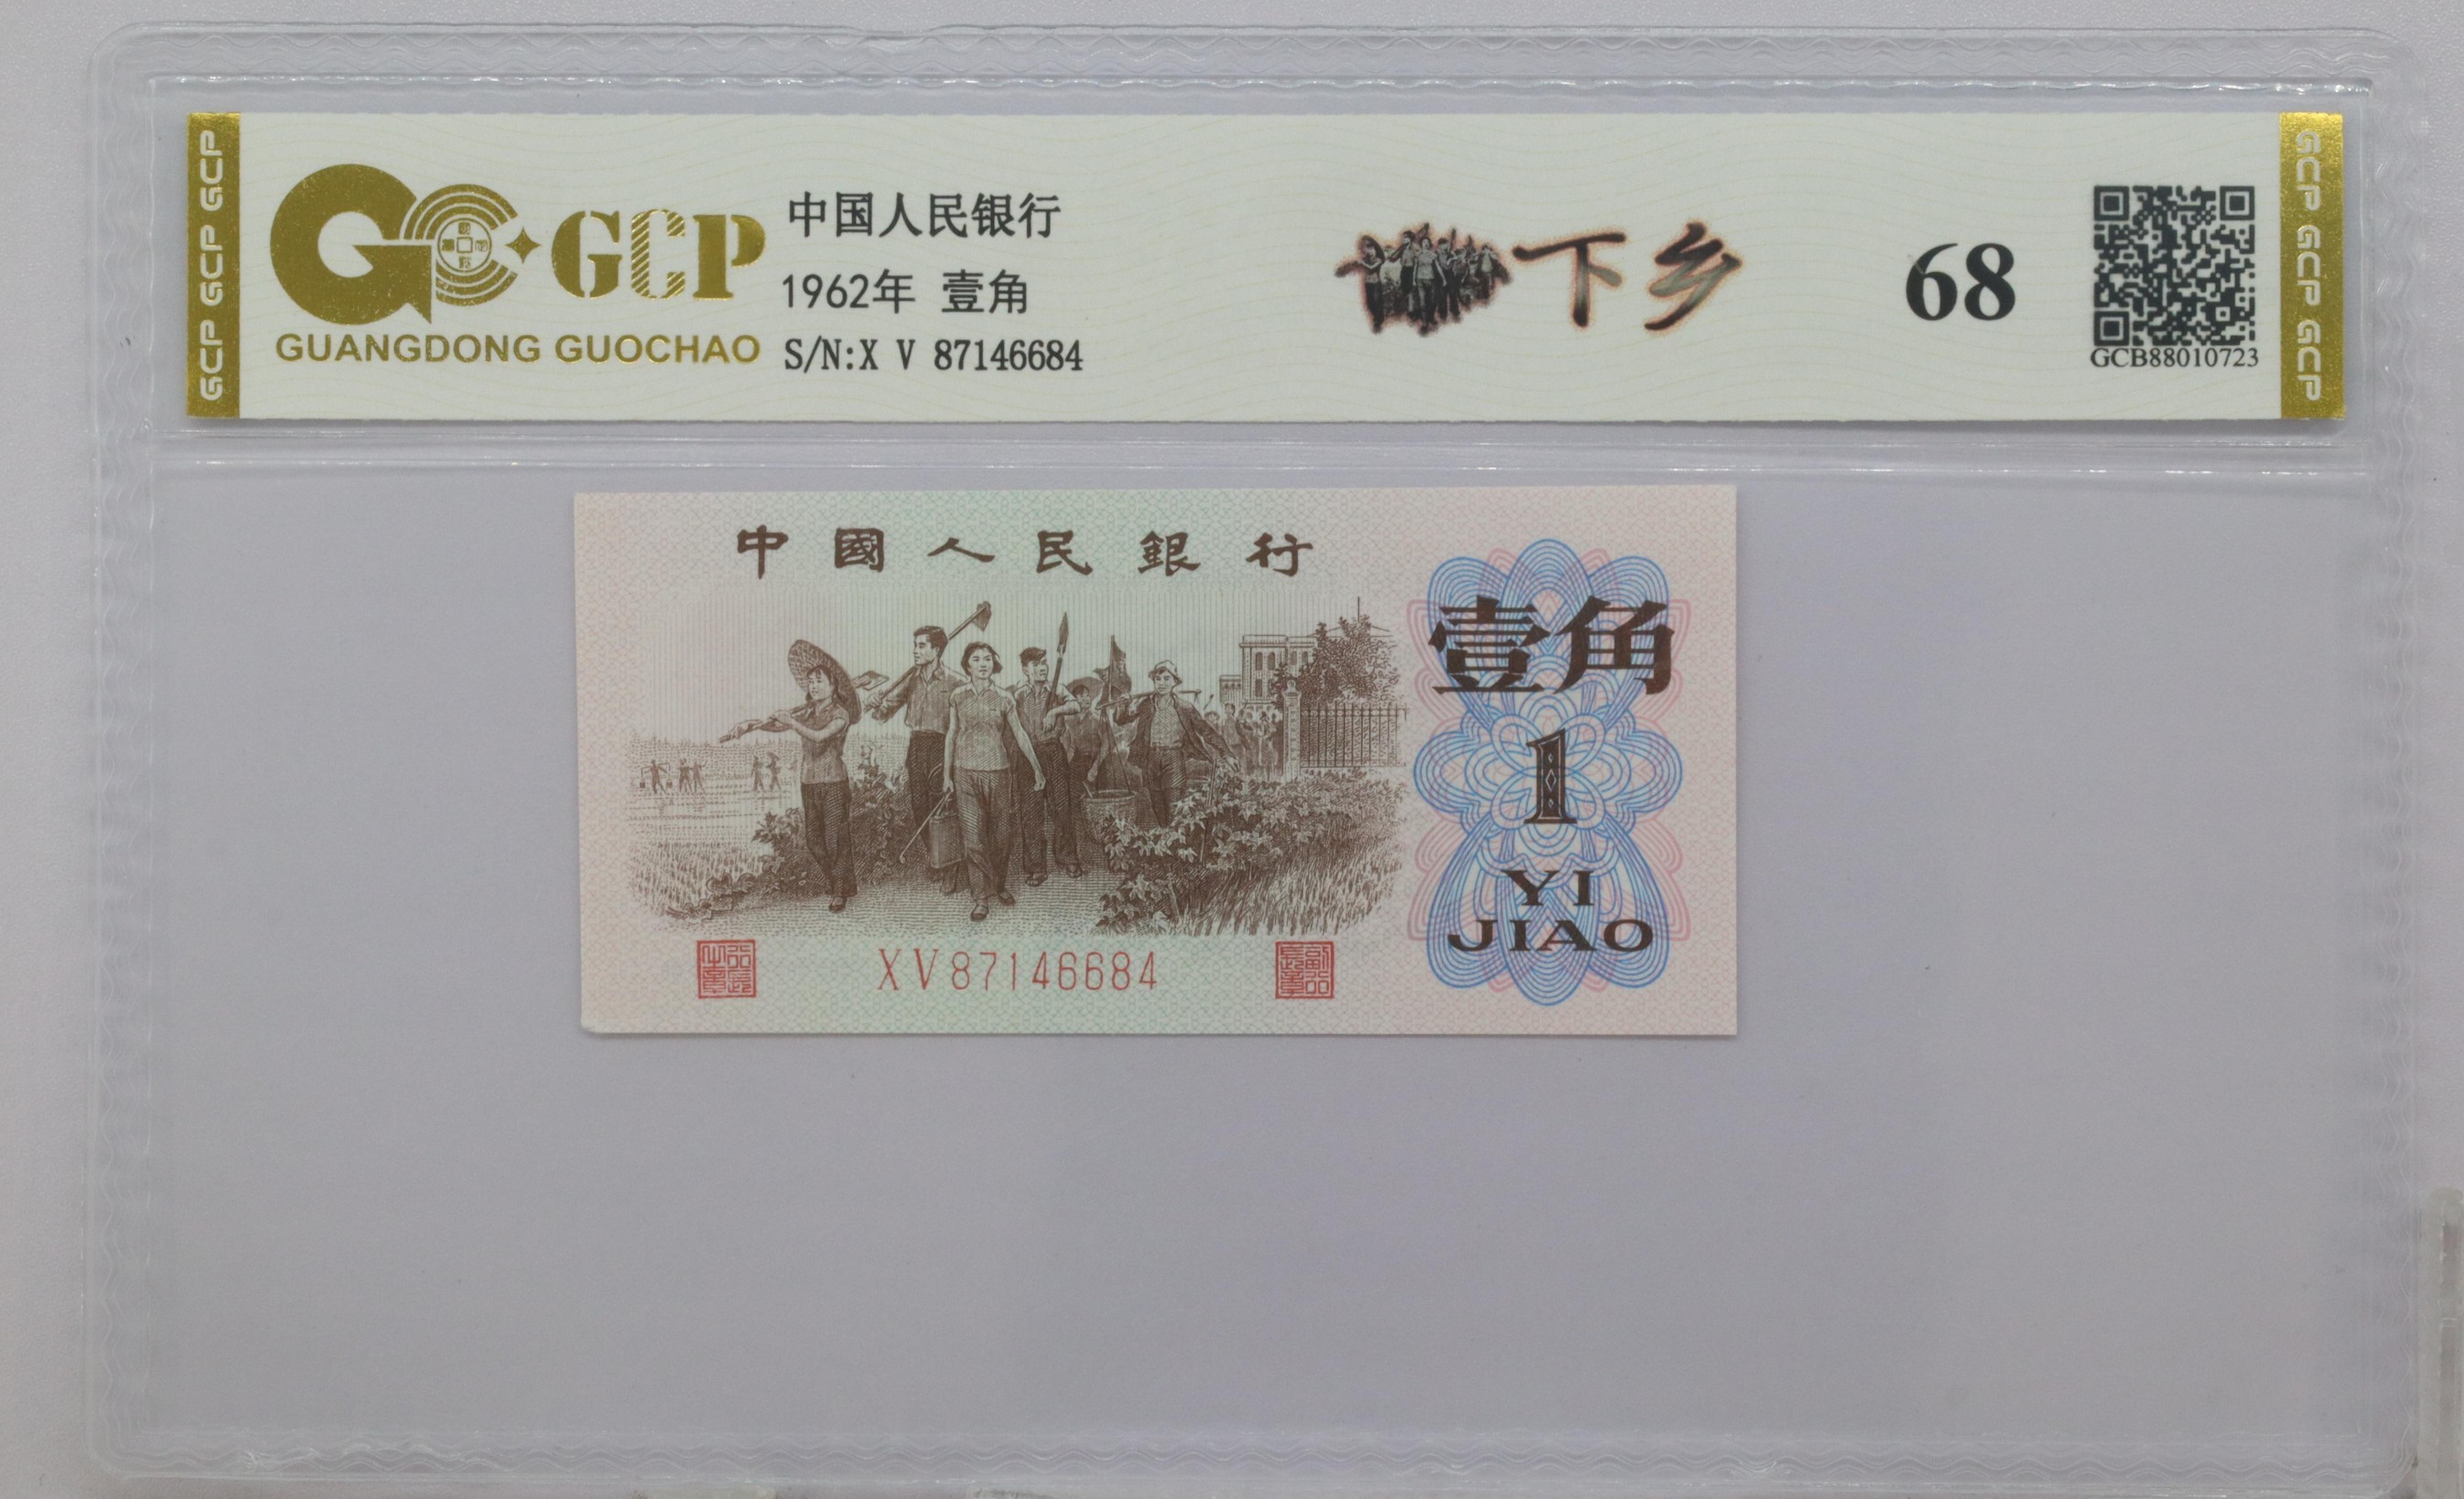 GCP GCP GCP
GCP
GUANGDONG GUOCHAO
中国人民银行
1962年 壹角
S/N:X V 87146684
下乡
68
GCB88010723
GCP GCP GCP
中國人民銀行
壹角
1
YI
JIAO
XV87146684